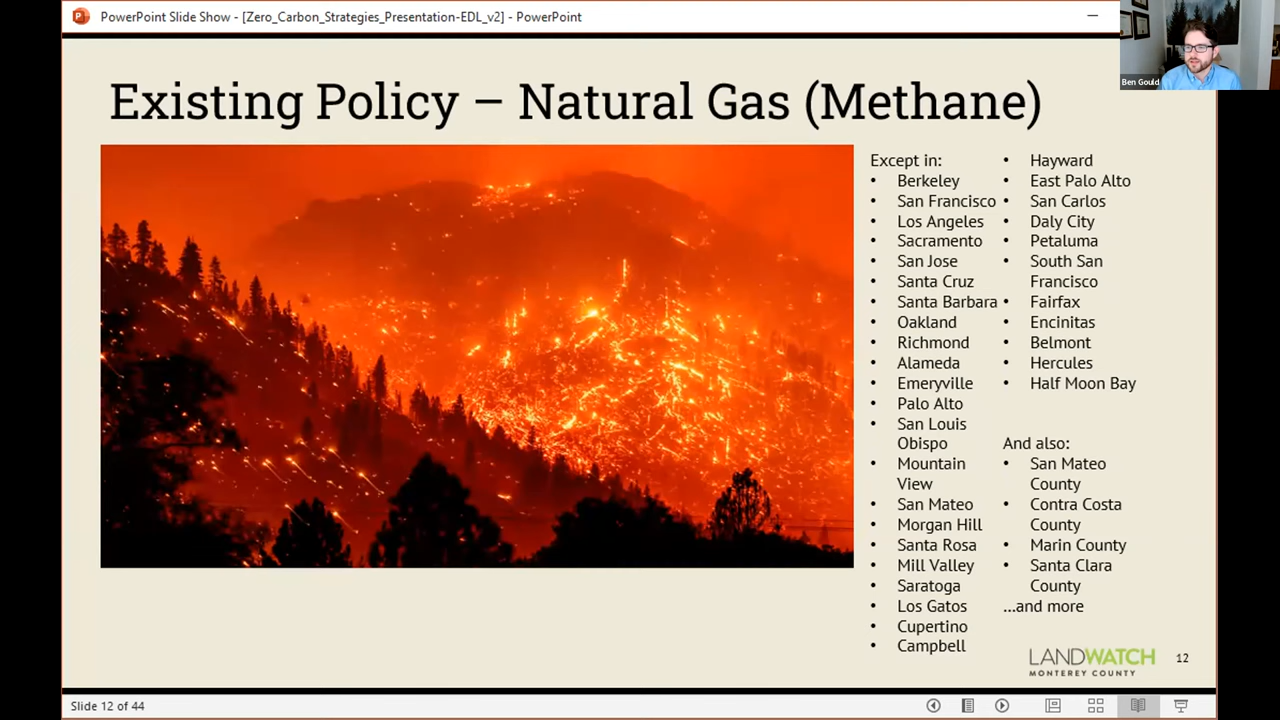 PowerPoint Slide Show - [Zero_Carbon_Strategies_Presentation-EDL_v2] - PowerPoint
Ben Gould
Existing Policy – Natural Gas (Methane)
Except in:
• Berkeley
• San Francisco
• Los Angeles
• Sacramento
• San Jose
• Santa Cruz
• Santa Barbara
• Oakland
• Richmond
• Alameda
• Emeryville
• Palo Alto
• San Louis
Obispo
• Mountain
View
• San Mateo
• Morgan Hill
• Santa Rosa
• Mill Valley
• Saratoga
• Los Gatos
• Cupertino
• Campbell
• Hayward
• East Palo Alto
• San Carlos
• Daly City
• Petaluma
• South San
Francisco
• Fairfax
• Encinitas
• Belmont
• Hercules
• Half Moon Bay
And also:
• San Mateo
County
• Contra Costa
County
• Marin County
• Santa Clara
County
...and more
LANDWATCH
MONTEREY COUNTY
12
Slide 12 of 44